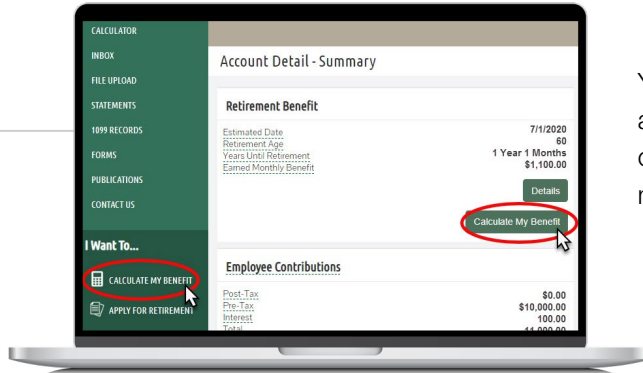 CALCULATOR
INBOX
FILE UPLOAD
STATEMENTS
1099 RECORDS
FORMS
PUBLICATIONS
CONTACT US
I Want To...
CALCULATE MY BENEFIT
APPLY FOR RETIREMENT
Account Detail - Summary
Retirement Benefit
Estimated Date 7/1/2020
Retirement Age 60
Years Until Retirement 1 Year 1 Months
Earned Monthly Benefit $1,100.00
Details
Calculate My Benefit
Employee Contributions
Post-Tax $0.00
Pre-Tax $10,000.00
Interest 100.00
Total 11,000.00